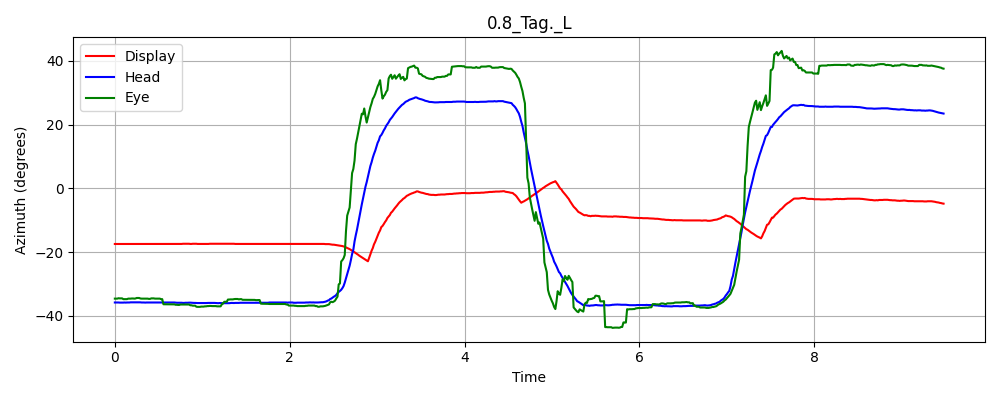 0.8_Tag._L
Display
Head
Eye
Azimuth (degrees)
40
20
0
−20
−40
0 2 4 6 8
Time